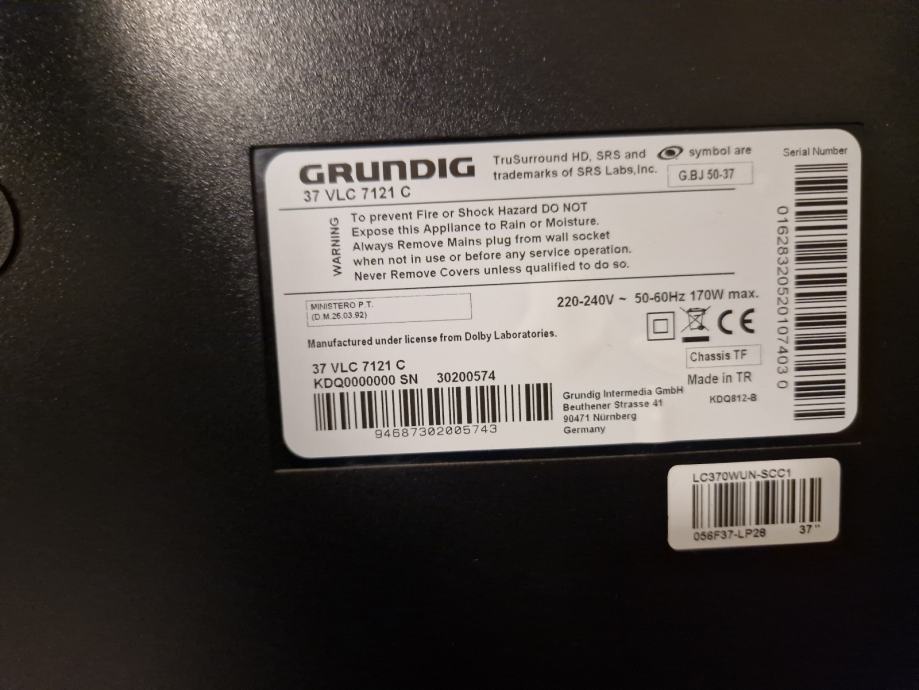 GRUNDIG
37 VLC 7121 C
TruSurround HD, SRS and symbol are
trademarks of SRS Labs,Inc.
G.BJ 50-37
Serial Number
WARNING
To prevent Fire or Shock Hazard DO NOT
Expose this Appliance to Rain or Moisture.
Always Remove Mains plug from wall socket
when not in use or before any service operation.
Never Remove Covers unless qualified to do so.
MINISTERO P.T.
(D.M.26.03.92)
220-240V ~ 50-60Hz 170W max.
Manufactured under license from Dolby Laboratories.
CE
Chassis TF
37 VLC 7121 C
KDQ0000000 SN 30200574
94687302005743
Grundig Intermedia GmbH
Beuthener Strasse 41
90471 Nürnberg
Germany
Made in TR
KDQ812-B
01628320520107403 0
LC370WUN-SCC1
056F37-LP28 37"